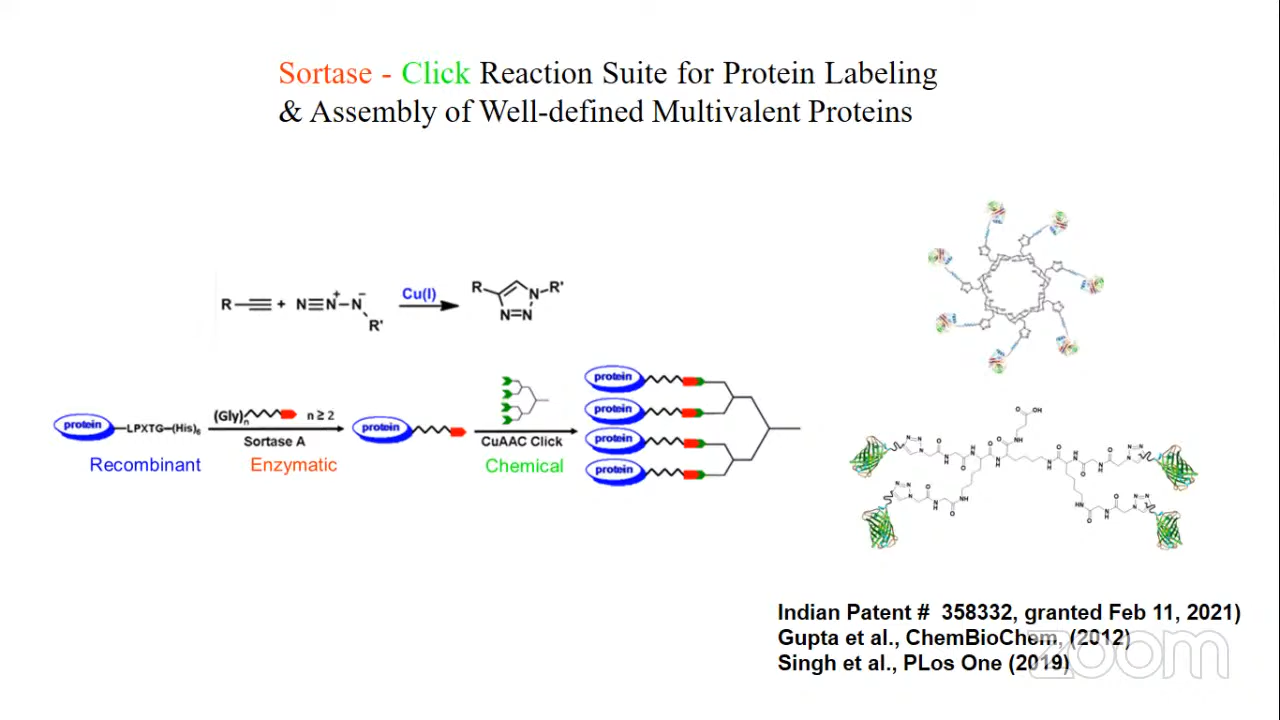 Sortase - Click Reaction Suite for Protein Labeling
& Assembly of Well-defined Multivalent Proteins
R + N≡N⁺–N⁻ R' Cu(I) R N–R' N=N
protein –LPXTG–(His)₆
(Gly)n n ≥ 2
Sortase A
protein
CuAAC Click
protein
protein
protein
protein
Recombinant Enzymatic Chemical
Indian Patent # 358332, granted Feb 11, 2021)
Gupta et al., ChemBioChem, (2012)
Singh et al., PLos One (2019)
zoom